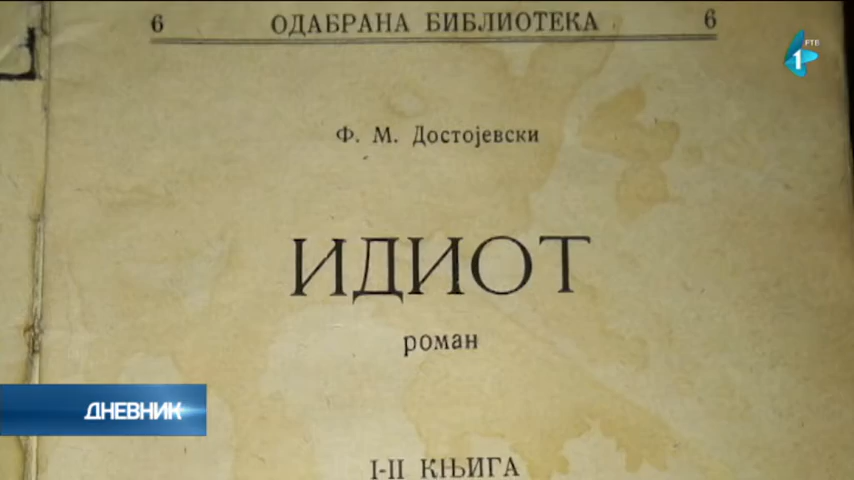 6 ОДАБРАНА БИБЛИОТЕКА 6
РТВ
1
Ф. М. Достојевски
ИДИОТ
роман
ДНЕВНИК
I-II КЊИГА